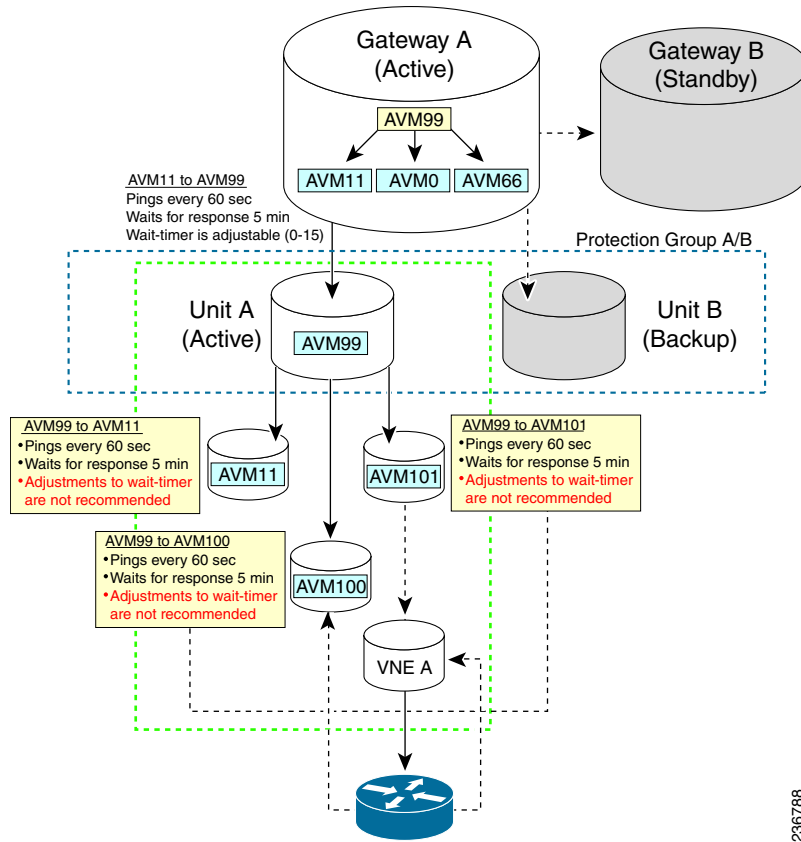 Gateway A
(Active)
Gateway B
(Standby)
AVM99
AVM11
AVM0
AVM66
AVM11 to AVM99
Pings every 60 sec
Waits for response 5 min
Wait-timer is adjustable (0-15)
Protection Group A/B
Unit A
(Active)
AVM99
Unit B
(Backup)
AVM99 to AVM11
•Pings every 60 sec
•Waits for response 5 min
•Adjustments to wait-timer
are not recommended
AVM11
AVM101
AVM99 to AVM101
•Pings every 60 sec
•Waits for response 5 min
•Adjustments to wait-timer
are not recommended
AVM99 to AVM100
•Pings every 60 sec
•Waits for response 5 min
•Adjustments to wait-timer
are not recommended
AVM100
VNE A
236788